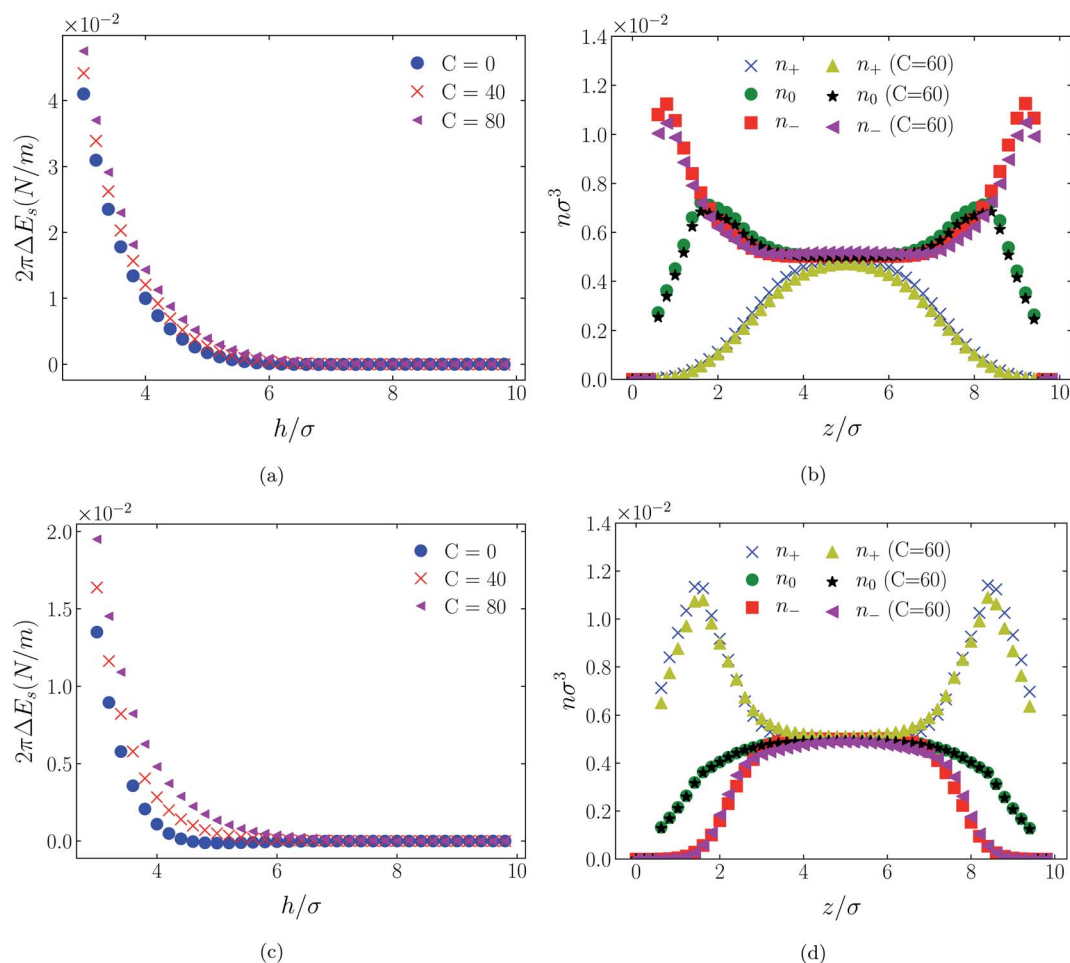 ×10⁻²
C = 0
C = 40
C = 80
4
3
2
1
0
2πΔE_s(N/m)
4 6 8 10
h/σ
(a)
×10⁻²
1.4
1.2
1.0
0.8
0.6
0.4
0.2
0.0
nσ³
n₊ n₊ (C=60)
n₀ n₀ (C=60)
n₋ n₋ (C=60)
0 2 4 6 8 10
z/σ
(b)
×10⁻²
2.0
1.5
1.0
0.5
0.0
2πΔE_s(N/m)
C = 0
C = 40
C = 80
4 6 8 10
h/σ
(c)
×10⁻²
1.4
1.2
1.0
0.8
0.6
0.4
0.2
0.0
nσ³
n₊ n₊ (C=60)
n₀ n₀ (C=60)
n₋ n₋ (C=60)
0 2 4 6 8 10
z/σ
(d)